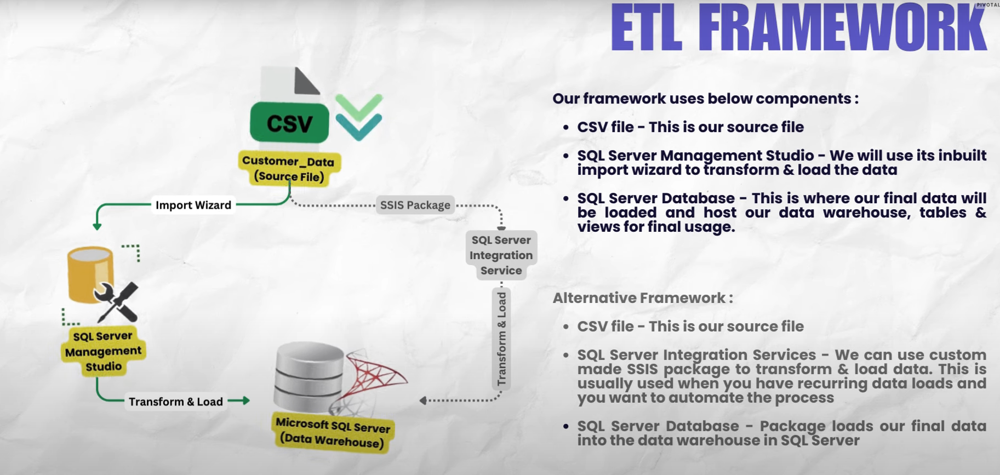 PIVOTAL
ETL FRAMEWORK
CSV
Customer_Data
(Source File)
Import Wizard
SSIS Package
SQL Server
Integration
Service
Transform & Load
SQL Server
Management
Studio
Transform & Load
Microsoft SQL Server
(Data Warehouse)
Our framework uses below components :
• CSV file - This is our source file
• SQL Server Management Studio - We will use its inbuilt
import wizard to transform & load the data
• SQL Server Database - This is where our final data will
be loaded and host our data warehouse, tables &
views for final usage.
Alternative Framework :
• CSV file - This is our source file
• SQL Server Integration Services - We can use custom
made SSIS package to transform & load data. This is
usually used when you have recurring data loads and
you want to automate the process
• SQL Server Database - Package loads our final data
into the data warehouse in SQL Server